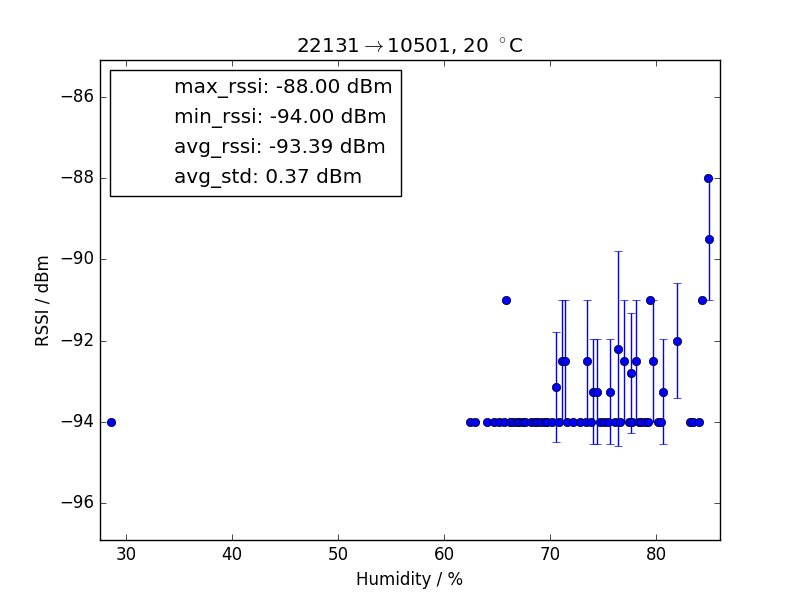 22131→10501, 20 °C
max_rssi: -88.00 dBm
min_rssi: -94.00 dBm
avg_rssi: -93.39 dBm
avg_std: 0.37 dBm
−86
−88
−90
−92
−94
−96
RSSI / dBm
30 40 50 60 70 80
Humidity / %